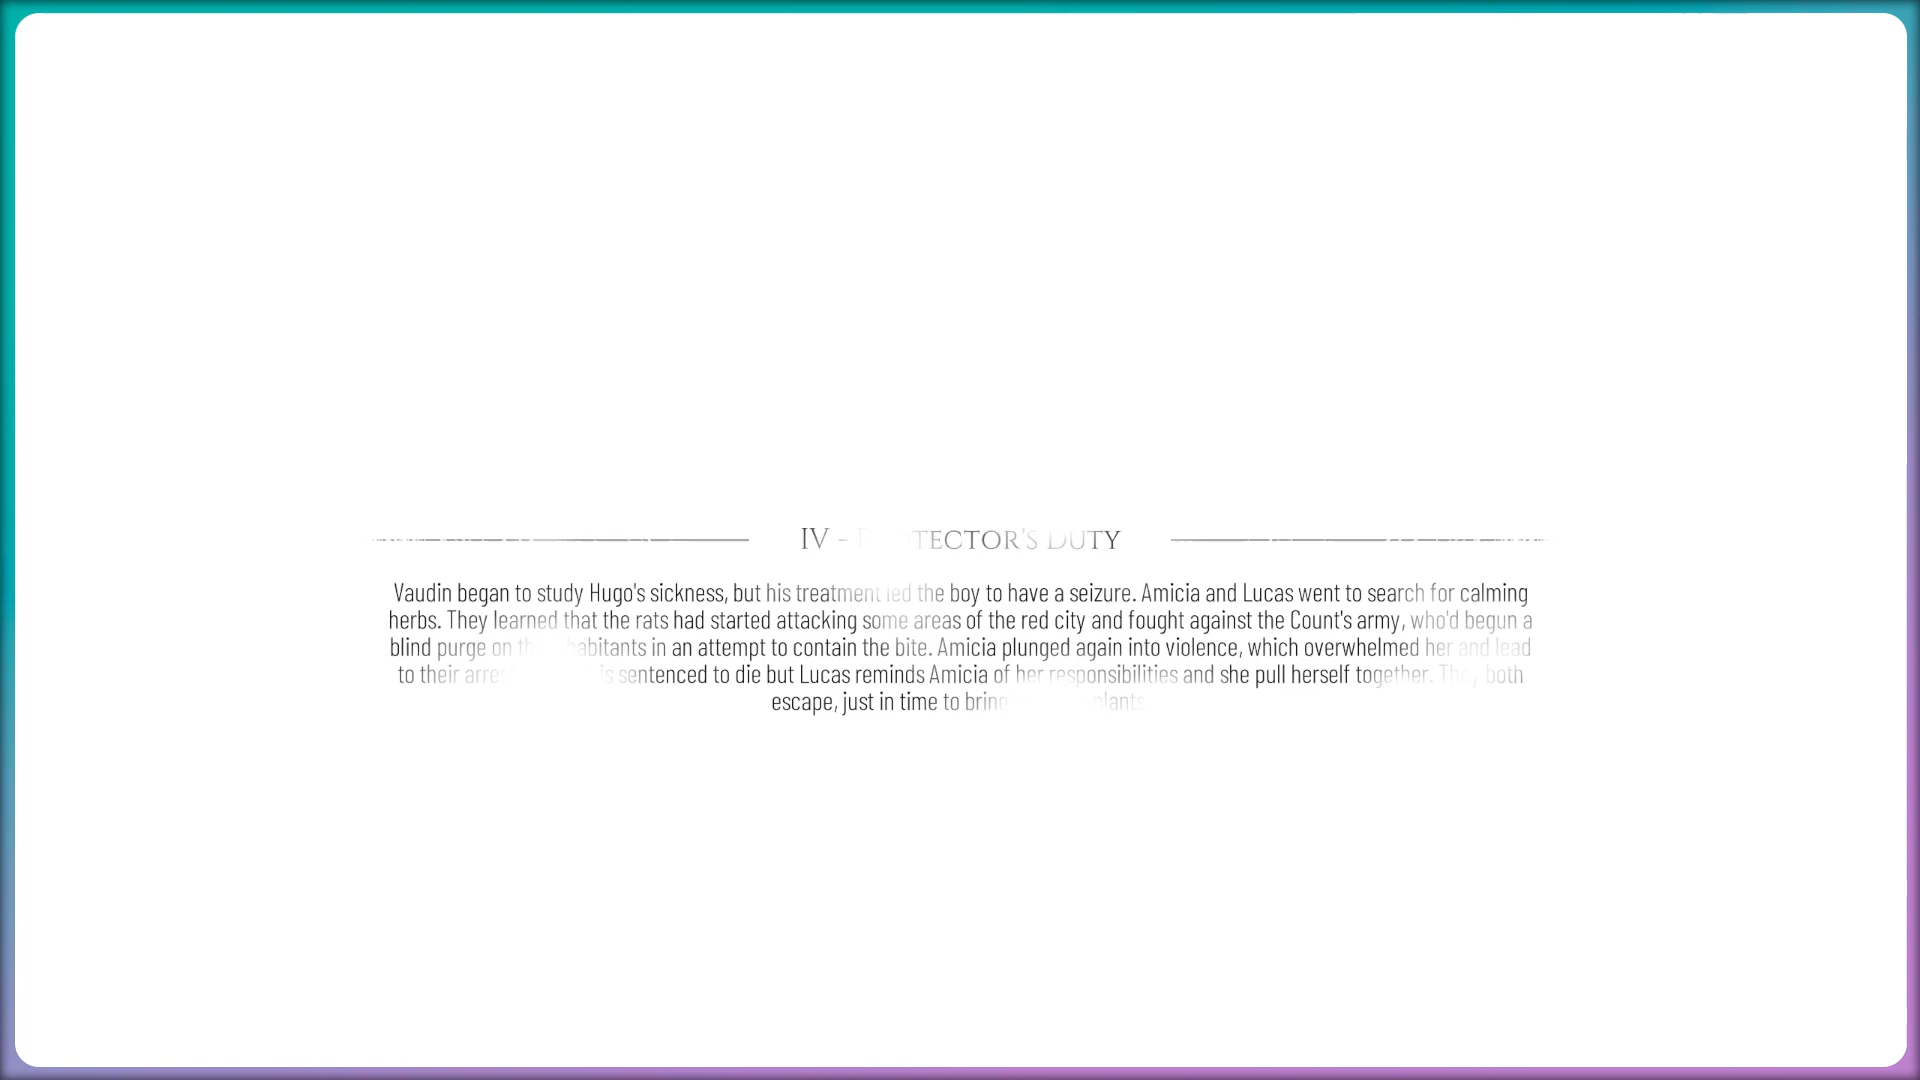 IV - PROTECTOR'S DUTY
Vaudin began to study Hugo's sickness, but his treatment led the boy to have a seizure. Amicia and Lucas went to search for calming
herbs. They learned that the rats had started attacking some areas of the red city and fought against the Count's army, who'd begun a
blind purge on the habitants in an attempt to contain the bite. Amicia plunged again into violence, which overwhelmed her and lead
to their is sentenced to die but Lucas reminds Amicia of her responsibilities and she pull herself together. They both
escape, just in time to bring plants